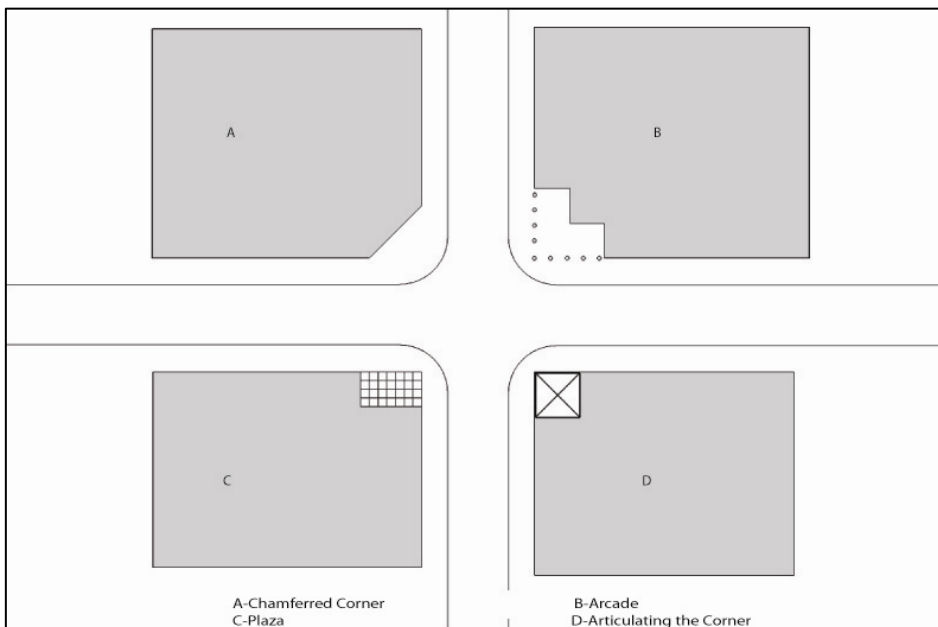 A
B
C
D
A-Chamferred Corner
B-Arcade
C-Plaza
D-Articulating the Corner